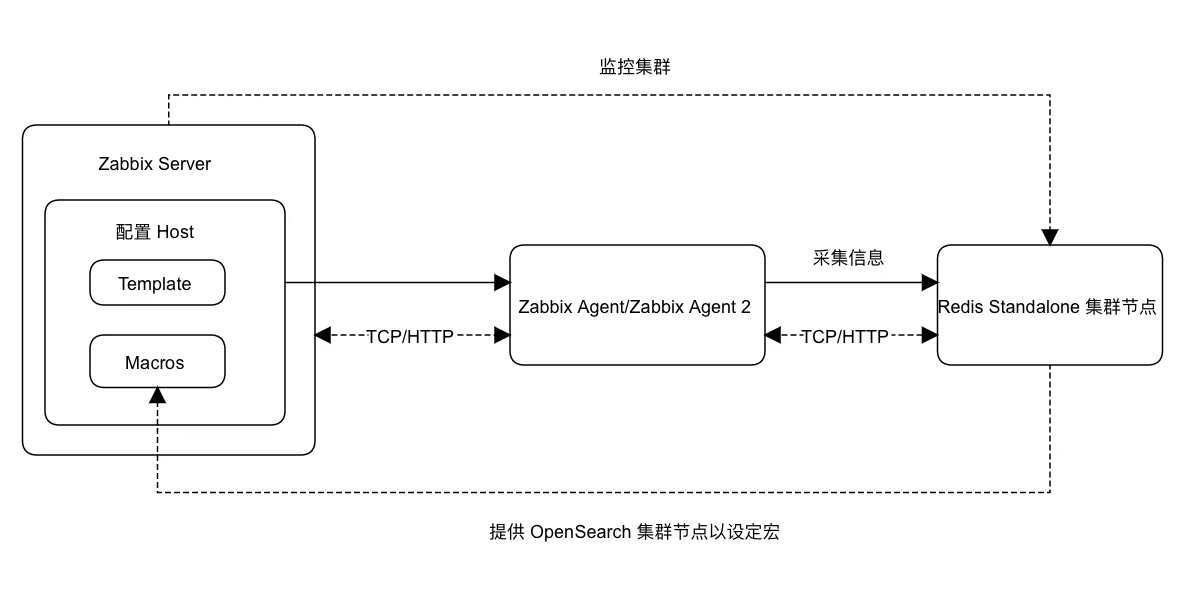 监控集群
Zabbix Server
配置 Host
Template
Macros
TCP/HTTP
Zabbix Agent/Zabbix Agent 2
采集信息
TCP/HTTP
Redis Standalone 集群节点
提供 OpenSearch 集群节点以设定宏